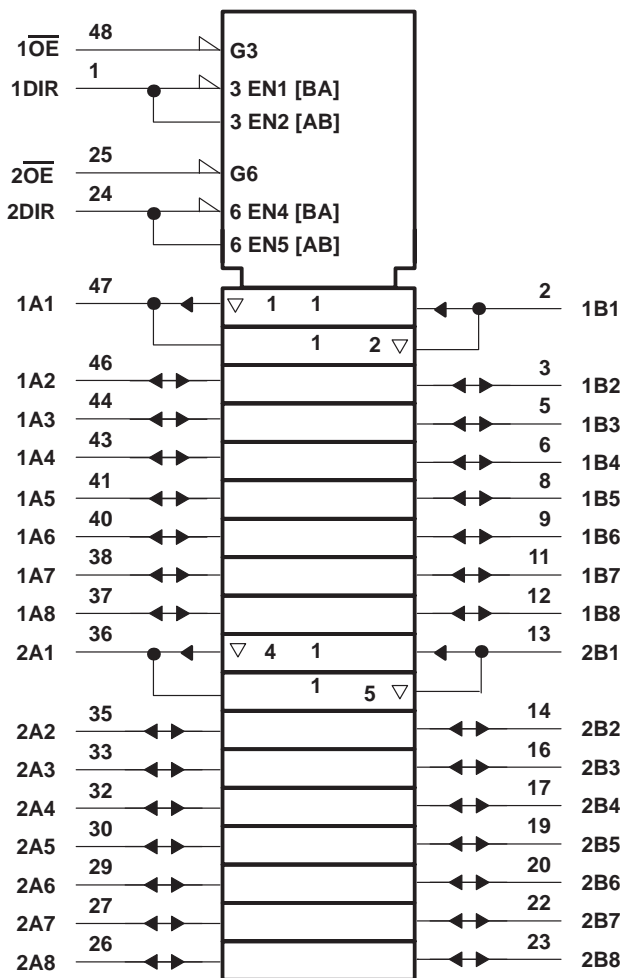 1O̅E̅ 48 G3
1DIR 1 3 EN1 [BA]
3 EN2 [AB]
2O̅E̅ 25 G6
2DIR 24 6 EN4 [BA]
6 EN5 [AB]
1A1 47 ▽ 1 1 2 1B1
1 2 ▽
1A2 46 3 1B2
1A3 44 5 1B3
1A4 43 6 1B4
1A5 41 8 1B5
1A6 40 9 1B6
1A7 38 11 1B7
1A8 37 12 1B8
2A1 36 ▽ 4 1 13 2B1
1 5 ▽
2A2 35 14 2B2
2A3 33 16 2B3
2A4 32 17 2B4
2A5 30 19 2B5
2A6 29 20 2B6
2A7 27 22 2B7
2A8 26 23 2B8